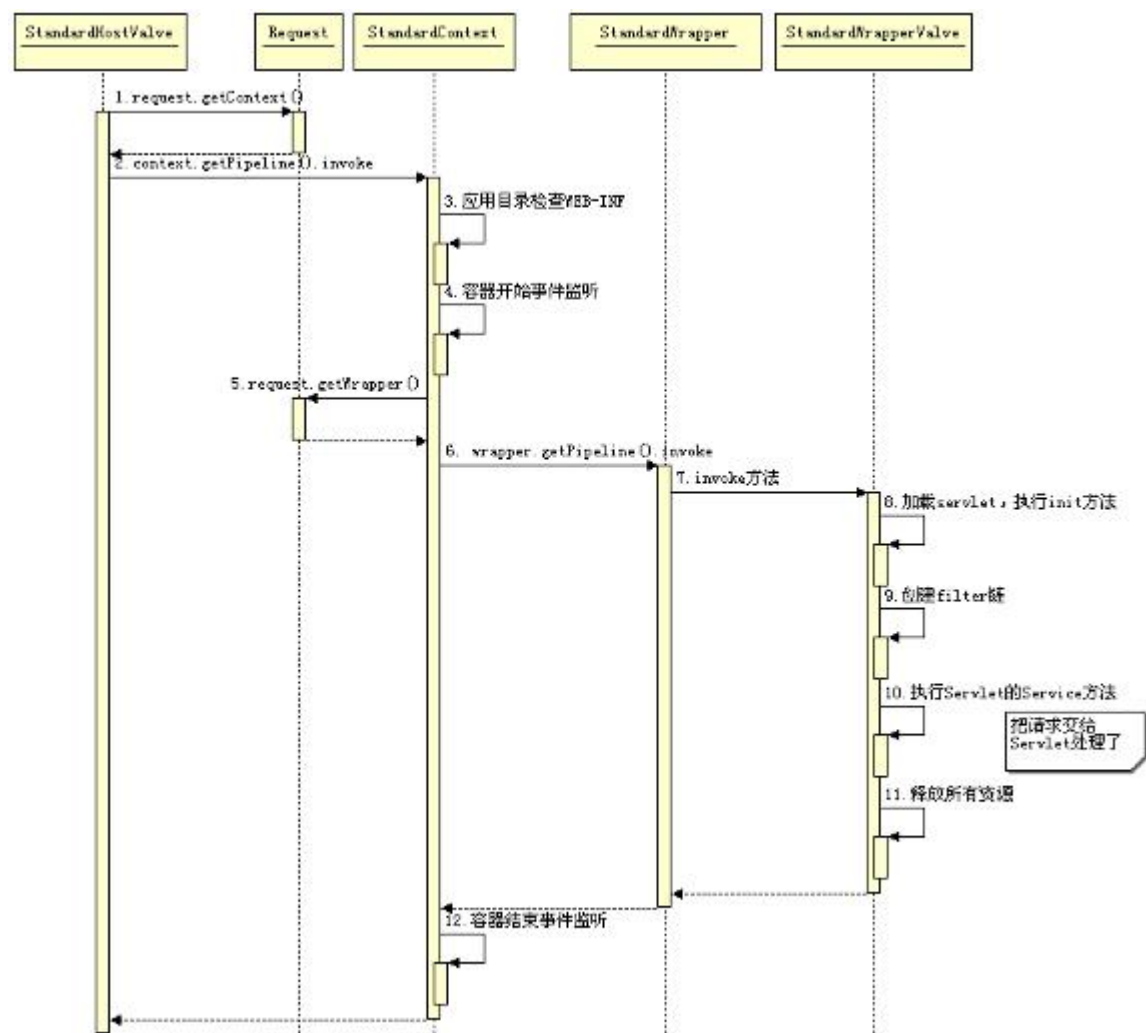 StandardHostValve
Request
StandardContext
StandardWrapper
StandardWrapperValve
1.request.getContext()
2.context.getPipeline().invoke
3.应用目录检查WEB-INF
4.容器开始事件监听
5.request.getWrapper()
6. wrapper.getPipeline().invoke
7.invoke方法
8.加载servlet，执行init方法
9.创建filter链
10.执行Servlet的Service方法
把请求交给
Servlet处理了
11.释放所有资源
12.容器结束事件监听